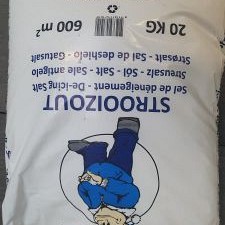 STROOIZOUT
Sel de déneigement - De-Icing Salt
Streusalz - Sól - Salt - Sale antigelo
Strøsalt - Sal de deshielo - Gatusalt
20 KG 600 m²